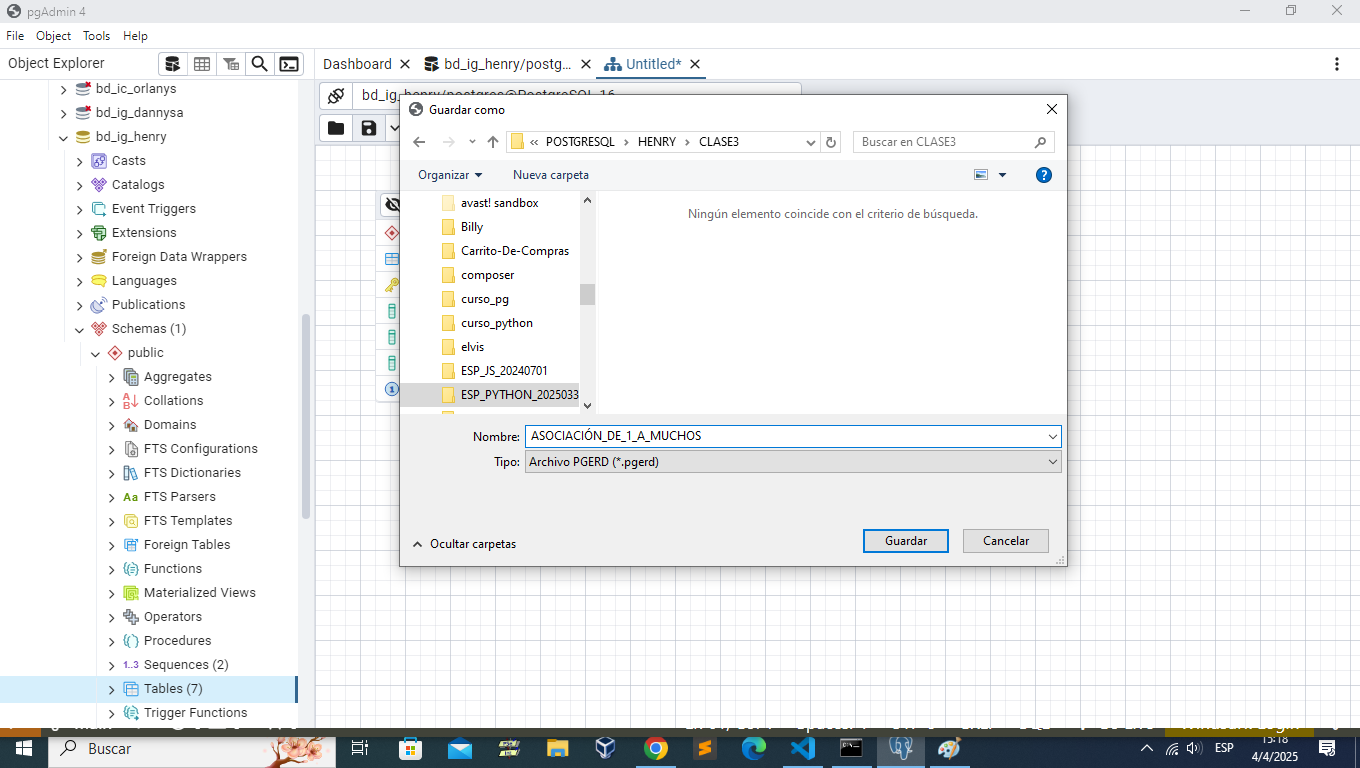 pgAdmin 4
File Object Tools Help
Object Explorer
Dashboard
bd_ig_henry/postg...
Untitled*
bd_ic_orlanys
bd_ig_dannysa
bd_ig_henry
Casts
Catalogs
Event Triggers
Extensions
Foreign Data Wrappers
Languages
Publications
Schemas (1)
public
Aggregates
Collations
Domains
FTS Configurations
FTS Dictionaries
Aa FTS Parsers
FTS Templates
Foreign Tables
Functions
Materialized Views
Operators
Procedures
1..3 Sequences (2)
Tables (7)
Trigger Functions
bd_ig_henry/postgres@PostgreSQL 16
Guardar como
« POSTGRESQL › HENRY › CLASE3
Buscar en CLASE3
Organizar
Nueva carpeta
avast! sandbox
Billy
Carrito-De-Compras
composer
curso_pg
curso_python
elvis
ESP_JS_20240701
ESP_PYTHON_2025033
Ningún elemento coincide con el criterio de búsqueda.
Nombre: ASOCIACIÓN_DE_1_A_MUCHOS
Tipo: Archivo PGERD (*.pgerd)
Ocultar carpetas
Guardar
Cancelar
Buscar
ESP
13:18
4/4/2025